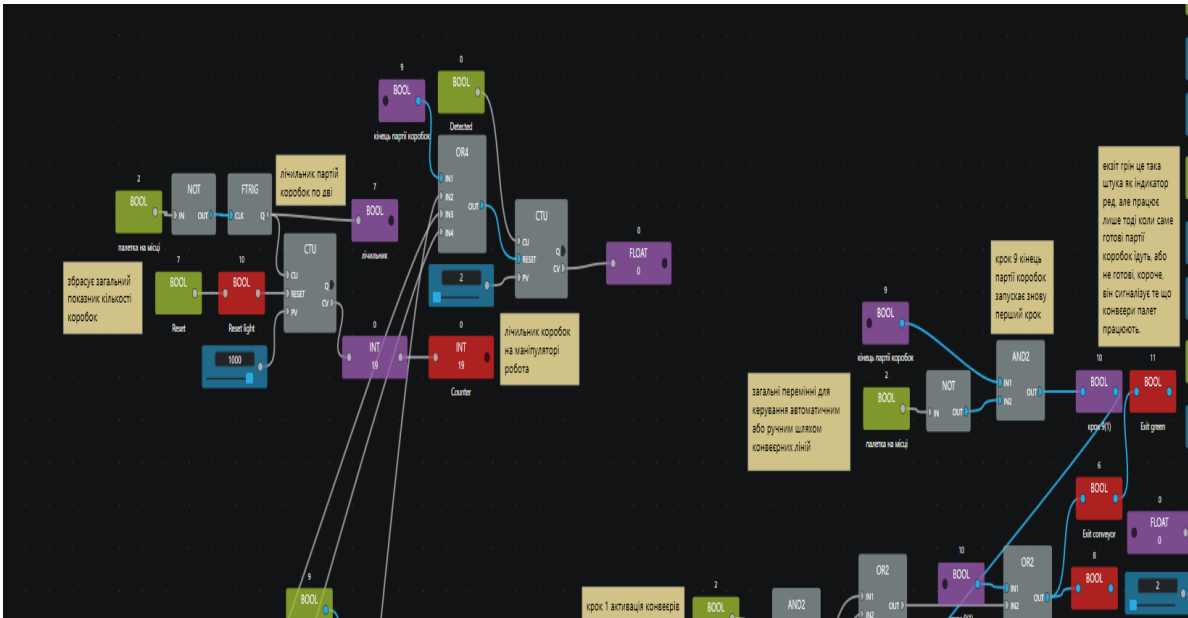 9
BOOL
кінець партії коробок
0
BOOL
Detected
OR4
IN1
IN2
IN3
IN4
OUT
2
BOOL
палетка на місці
NOT
IN
OUT
FTRIG
CLK
Q
лічильник партій
коробок по дві
7
BOOL
лічильник
CTU
CU
RESET
PV
Q
CV
2
0
FLOAT
0
збрасує загальний
показник кількості
коробок
7
BOOL
Reset
10
BOOL
Reset light
CTU
CU
RESET
PV
Q
CV
1000
0
INT
19
0
INT
19
Counter
лічильник коробок
на маніпуляторі
робота
загальні перемінні для
керування автоматичним
або ручним шляхом
конвеєрних ліній
9
BOOL
кінець партії коробок
2
BOOL
палетка на місці
NOT
IN
OUT
крок 9 кінець
партії коробок
запускає знову
перший крок
AND2
IN1
IN2
OUT
10
BOOL
крок 9(1)
11
BOOL
Exit green
екзіт грін це така
штука як індикатор
ред, але працює
лише тоді коли саме
готові партії
коробок ідуть, або
не готові, короче,
він сигналізує те що
конвеєри палет
працюють.
6
BOOL
Exit conveyor
0
FLOAT
0
8
BOOL
2
9
BOOL
крок 1 активація конвеєрів
2
BOOL
AND2
OR2
IN1
IN2
OUT
10
BOOL
OR2
IN1
IN2
OUT